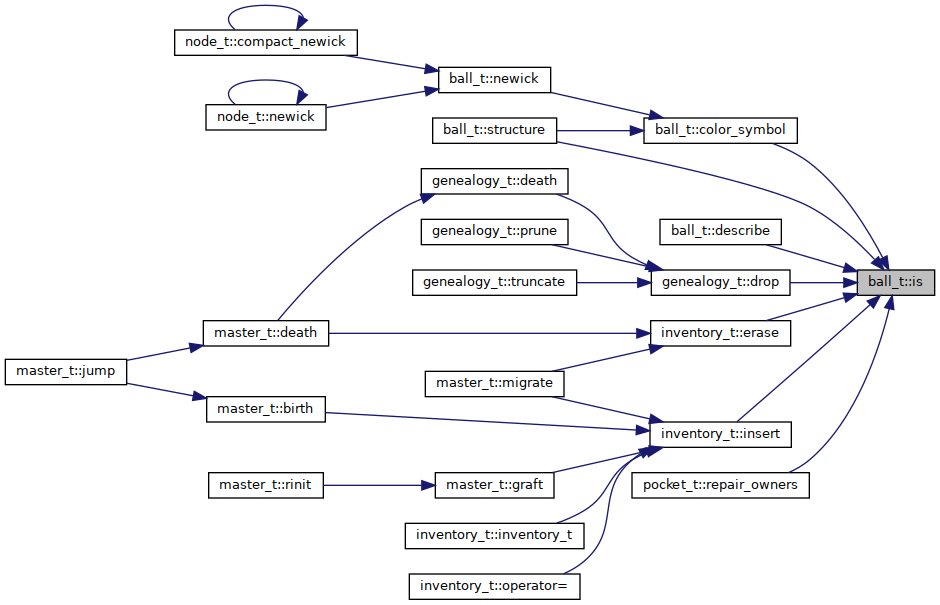 node_t::compact_newick
ball_t::newick
node_t::newick
ball_t::structure
ball_t::color_symbol
genealogy_t::death
genealogy_t::prune
ball_t::describe
genealogy_t::truncate
genealogy_t::drop
ball_t::is
master_t::death
inventory_t::erase
master_t::jump
master_t::migrate
master_t::birth
inventory_t::insert
master_t::rinit
master_t::graft
pocket_t::repair_owners
inventory_t::inventory_t
inventory_t::operator=